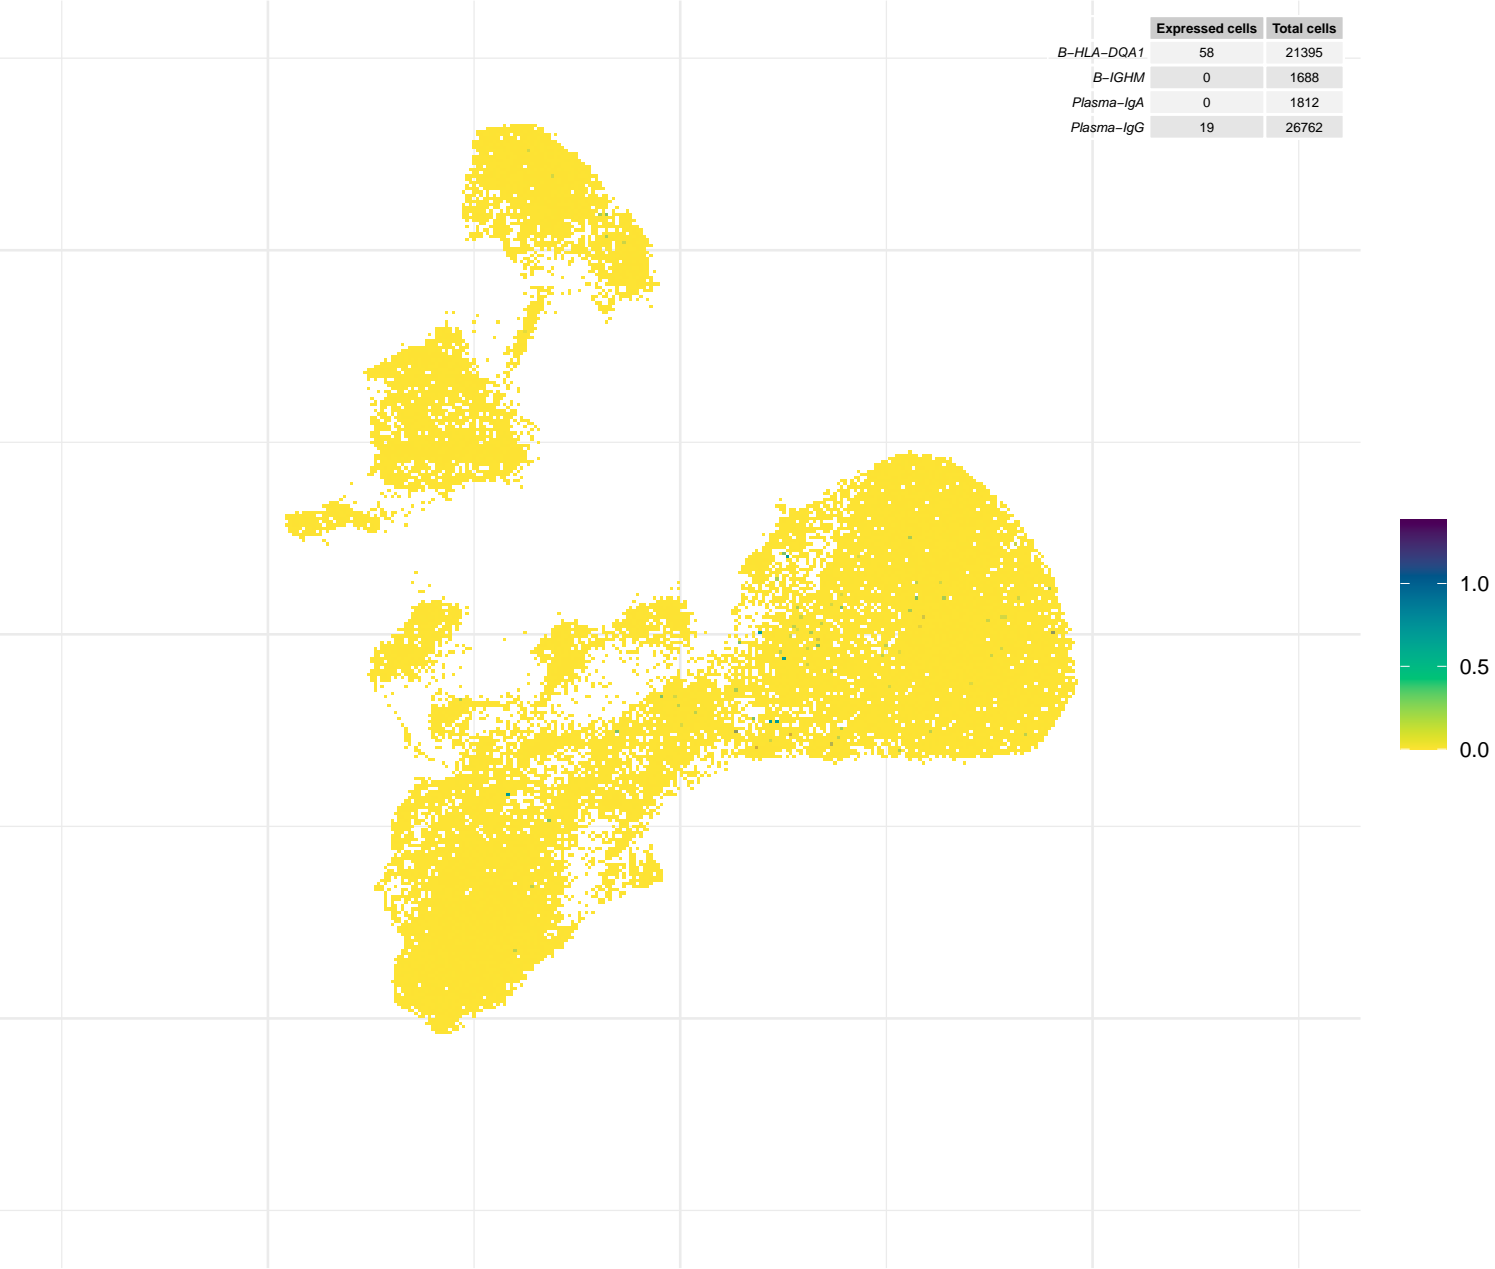 Expressed cells Total cells
B−HLA−DQA1 58 21395
B−IGHM 0 1688
Plasma−IgA 0 1812
Plasma−IgG 19 26762
1.0
0.5
0.0